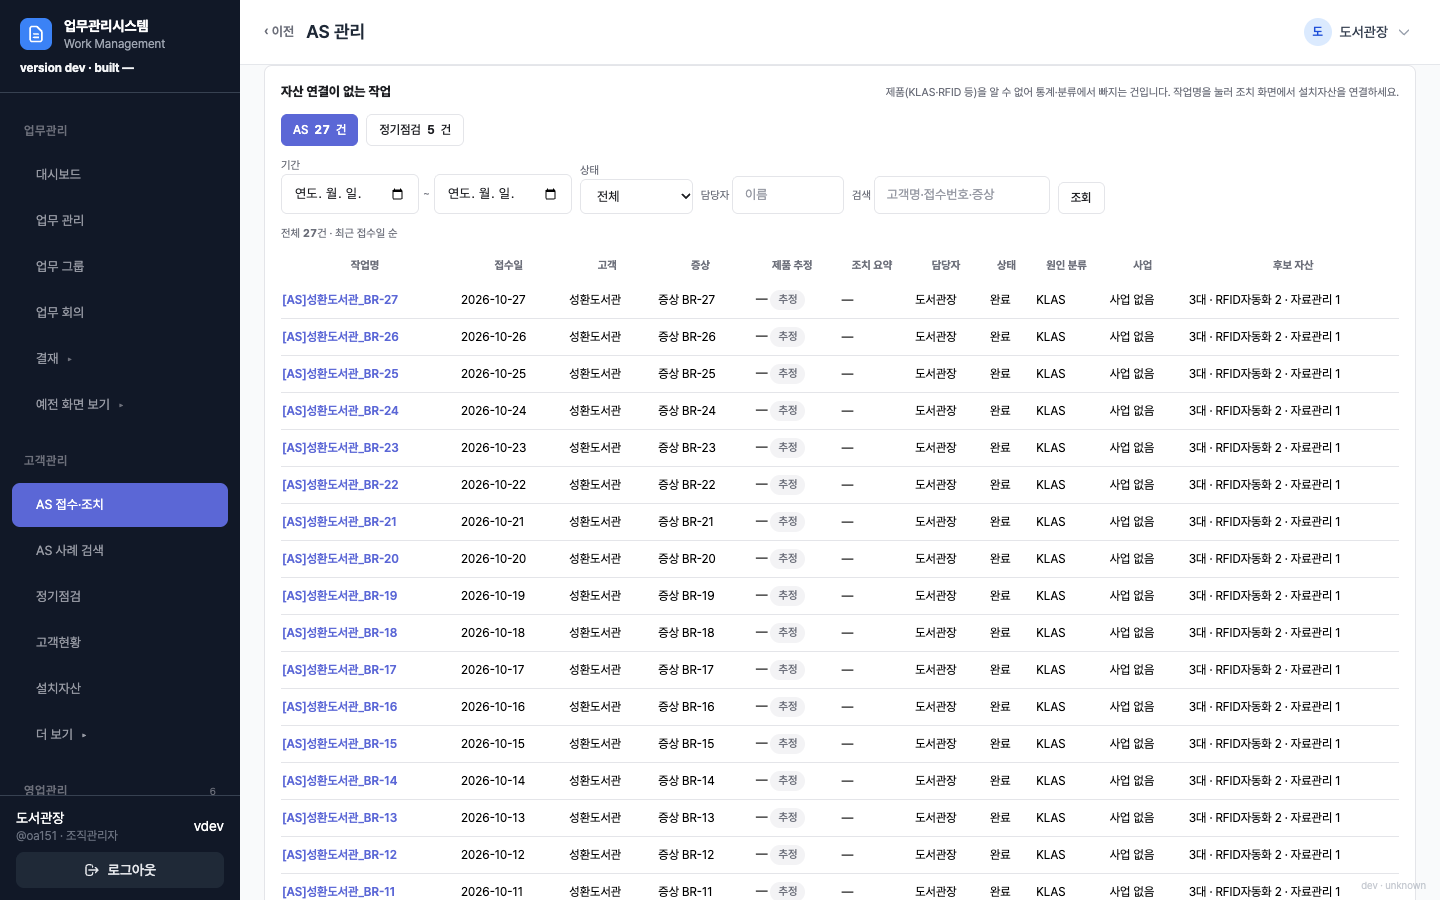 업무관리시스템
Work Management
version dev · built —
업무관리
대시보드
업무 관리
업무 그룹
업무 회의
결재 ▸
예전 화면 보기 ▸
고객관리
AS 접수·조치
AS 사례 검색
정기점검
고객현황
설치자산
더 보기 ▸
영업관리 6
도서관장
@oa151 · 조직관리자
vdev
로그아웃
‹ 이전 AS 관리
도 도서관장
자산 연결이 없는 작업
제품(KLAS·RFID 등)을 알 수 없어 통계·분류에서 빠지는 건입니다. 작업명을 눌러 조치 화면에서 설치자산을 연결하세요.
AS 27 건 정기점검 5 건
기간 상태
연도. 월. 일. ~ 연도. 월. 일. 전체 담당자 이름 검색 고객명·접수번호·증상 조회
전체 27건 · 최근 접수일 순
작업명 접수일 고객 증상 제품 추정 조치 요약 담당자 상태 원인 분류 사업 후보 자산
[AS]성환도서관_BR-27 2026-10-27 성환도서관 증상 BR-27 — 추정 — 도서관장 완료 KLAS 사업 없음 3대 · RFID자동화 2 · 자료관리 1
[AS]성환도서관_BR-26 2026-10-26 성환도서관 증상 BR-26 — 추정 — 도서관장 완료 KLAS 사업 없음 3대 · RFID자동화 2 · 자료관리 1
[AS]성환도서관_BR-25 2026-10-25 성환도서관 증상 BR-25 — 추정 — 도서관장 완료 KLAS 사업 없음 3대 · RFID자동화 2 · 자료관리 1
[AS]성환도서관_BR-24 2026-10-24 성환도서관 증상 BR-24 — 추정 — 도서관장 완료 KLAS 사업 없음 3대 · RFID자동화 2 · 자료관리 1
[AS]성환도서관_BR-23 2026-10-23 성환도서관 증상 BR-23 — 추정 — 도서관장 완료 KLAS 사업 없음 3대 · RFID자동화 2 · 자료관리 1
[AS]성환도서관_BR-22 2026-10-22 성환도서관 증상 BR-22 — 추정 — 도서관장 완료 KLAS 사업 없음 3대 · RFID자동화 2 · 자료관리 1
[AS]성환도서관_BR-21 2026-10-21 성환도서관 증상 BR-21 — 추정 — 도서관장 완료 KLAS 사업 없음 3대 · RFID자동화 2 · 자료관리 1
[AS]성환도서관_BR-20 2026-10-20 성환도서관 증상 BR-20 — 추정 — 도서관장 완료 KLAS 사업 없음 3대 · RFID자동화 2 · 자료관리 1
[AS]성환도서관_BR-19 2026-10-19 성환도서관 증상 BR-19 — 추정 — 도서관장 완료 KLAS 사업 없음 3대 · RFID자동화 2 · 자료관리 1
[AS]성환도서관_BR-18 2026-10-18 성환도서관 증상 BR-18 — 추정 — 도서관장 완료 KLAS 사업 없음 3대 · RFID자동화 2 · 자료관리 1
[AS]성환도서관_BR-17 2026-10-17 성환도서관 증상 BR-17 — 추정 — 도서관장 완료 KLAS 사업 없음 3대 · RFID자동화 2 · 자료관리 1
[AS]성환도서관_BR-16 2026-10-16 성환도서관 증상 BR-16 — 추정 — 도서관장 완료 KLAS 사업 없음 3대 · RFID자동화 2 · 자료관리 1
[AS]성환도서관_BR-15 2026-10-15 성환도서관 증상 BR-15 — 추정 — 도서관장 완료 KLAS 사업 없음 3대 · RFID자동화 2 · 자료관리 1
[AS]성환도서관_BR-14 2026-10-14 성환도서관 증상 BR-14 — 추정 — 도서관장 완료 KLAS 사업 없음 3대 · RFID자동화 2 · 자료관리 1
[AS]성환도서관_BR-13 2026-10-13 성환도서관 증상 BR-13 — 추정 — 도서관장 완료 KLAS 사업 없음 3대 · RFID자동화 2 · 자료관리 1
[AS]성환도서관_BR-12 2026-10-12 성환도서관 증상 BR-12 — 추정 — 도서관장 완료 KLAS 사업 없음 3대 · RFID자동화 2 · 자료관리 1
[AS]성환도서관_BR-11 2026-10-11 성환도서관 증상 BR-11 — 추정 — 도서관장 완료 KLAS 사업 없음 3대 · RFID자동화 2 · 자료관리 1
dev · unknown